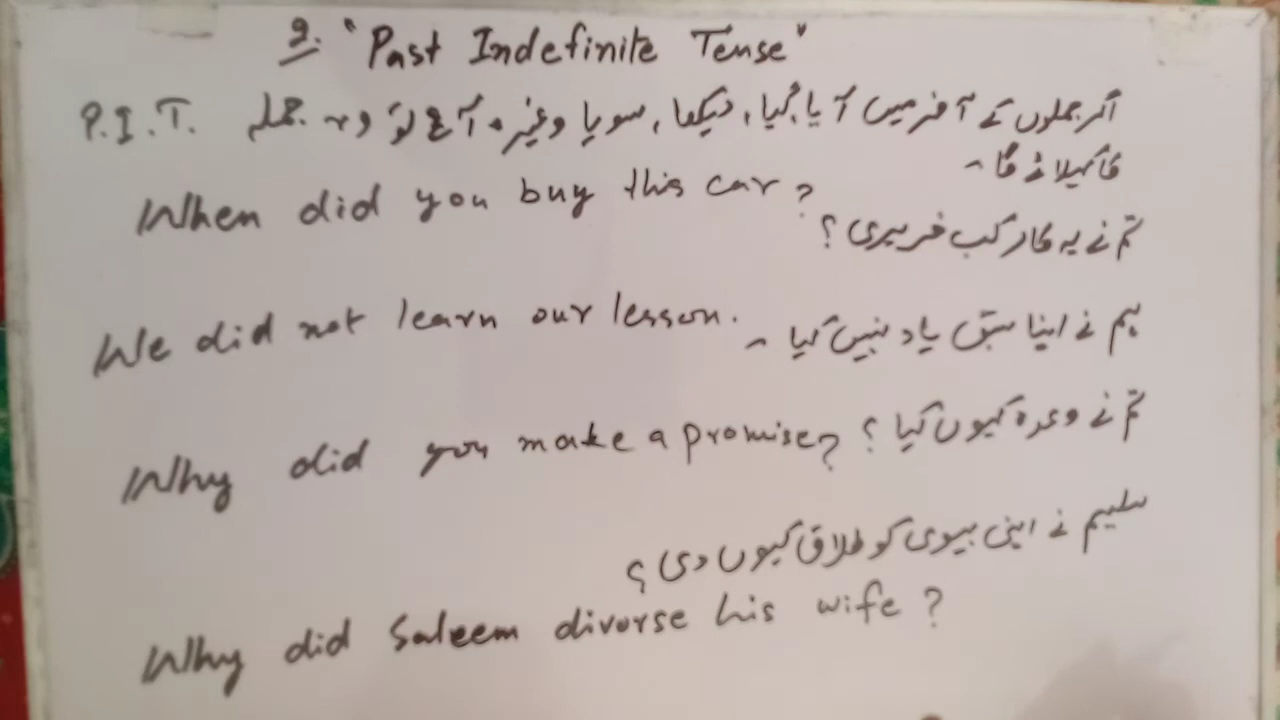 2. "Past Indefinite Tense"
اگر جملوں کے آخر میں آیا، گیا، دیکھا، سویا وغیرہ آئے تو وہ جملہ P.I.T.
کا کہلائے گا۔
When did you buy this car?
تم نے یہ کار کب خریدی؟
We did not learn our lesson.
ہم نے اپنا سبق یاد نہیں کیا۔
Why did you make a promise?
تم نے وعدہ کیوں کیا؟
سلیم نے اپنی بیوی کو طلاق کیوں دی؟
Why did Saleem divorse his wife?